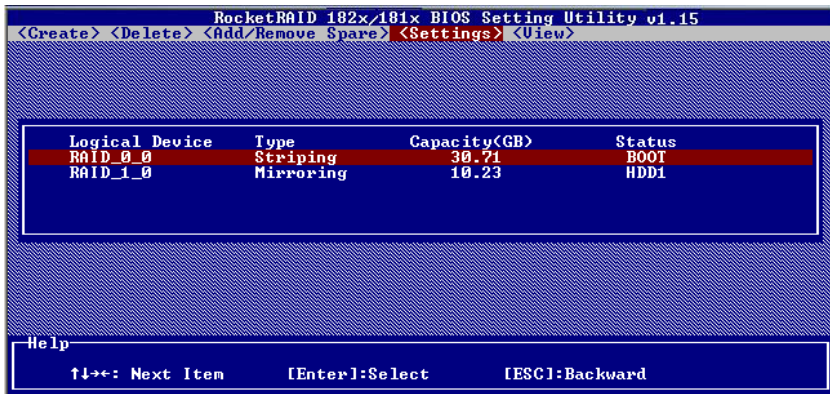 RocketRAID 182x/181x BIOS Setting Utility v1.15
<Create> <Delete> <Add/Remove Spare> <Settings> <View>
Logical Device Type Capacity(GB) Status
RAID_0_0 Striping 30.71 BOOT
RAID_1_0 Mirroring 10.23 HDD1
Help
↑↓→←: Next Item [Enter]:Select [ESC]:Backward